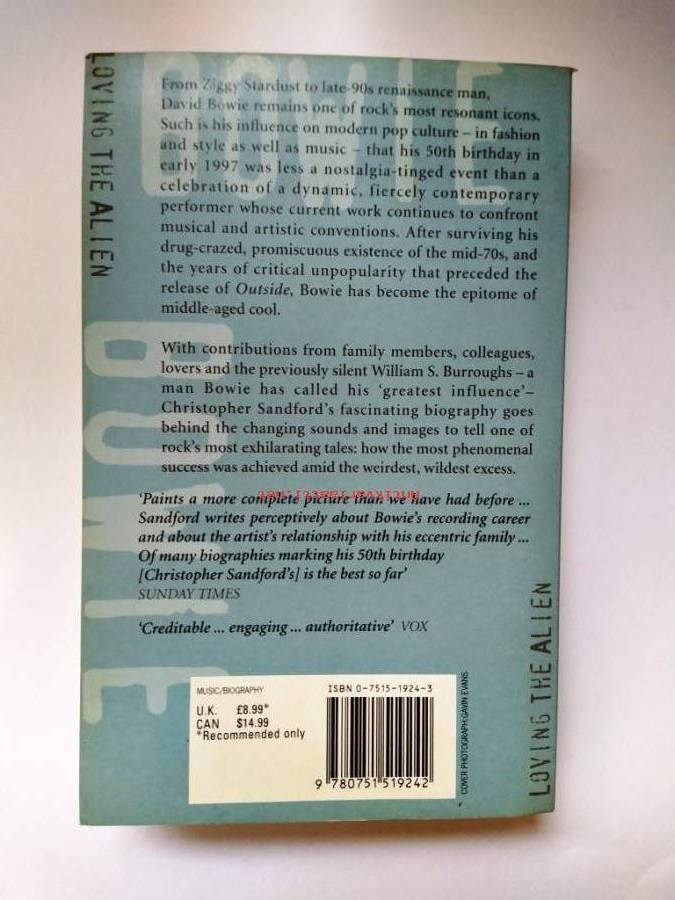 LOVING THE ALIEN
BOWIE
From Ziggy Stardust to late-90s renaissance man,
David Bowie remains one of rock's most resonant icons.
Such is his influence on modern pop culture – in fashion
and style as well as music – that his 50th birthday in
early 1997 was less a nostalgia-tinged event than a
celebration of a dynamic, fiercely contemporary
performer whose current work continues to confront
musical and artistic conventions. After surviving his
drug-crazed, promiscuous existence of the mid-70s, and
the years of critical unpopularity that preceded the
release of Outside, Bowie has become the epitome of
middle-aged cool.
BOWIE
With contributions from family members, colleagues,
lovers and the previously silent William S. Burroughs – a
man Bowie has called his 'greatest influence'–
Christopher Sandford's fascinating biography goes
behind the changing sounds and images to tell one of
rock's most exhilarating tales: how the most phenomenal
success was achieved amid the weirdest, wildest excess.
'Paints a more complete picture than we have had before ...
Sandford writes perceptively about Bowie's recording career
and about the artist's relationship with his eccentric family ...
Of many biographies marking his 50th birthday
[Christopher Sandford's] is the best so far'
SUNDAY TIMES
'Creditable ... engaging ... authoritative' VOX
LOVING THE ALIEN
MUSIC/BIOGRAPHY
U.K. £8.99*
CAN $14.99
*Recommended only
ISBN 0-7515-1924-3
9 780751 519242
COVER PHOTOGRAPH: GAVIN EVANS